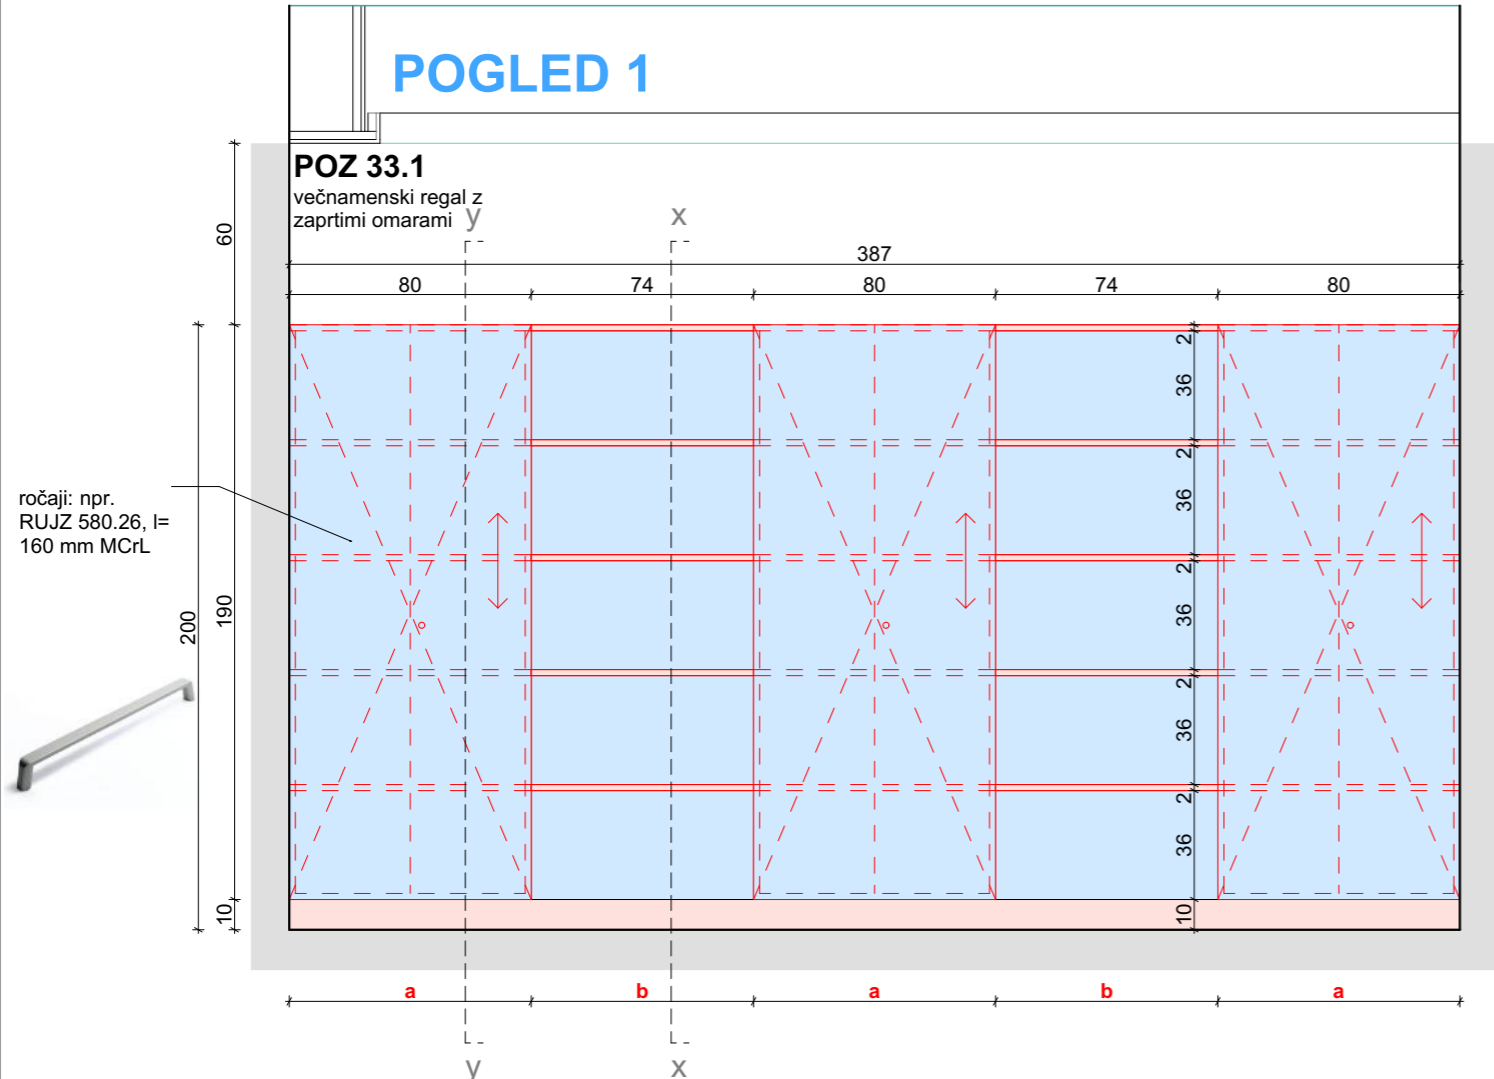 POGLED 1
POZ 33.1
večnamenski regal z
zaprtimi omarami
y
x
60
387
80
74
80
74
80
2
36
2
36
2
36
2
36
2
36
10
ročaji: npr.
RUJZ 580.26, l=
160 mm MCrL
200
190
10
a
b
a
b
a
y
x